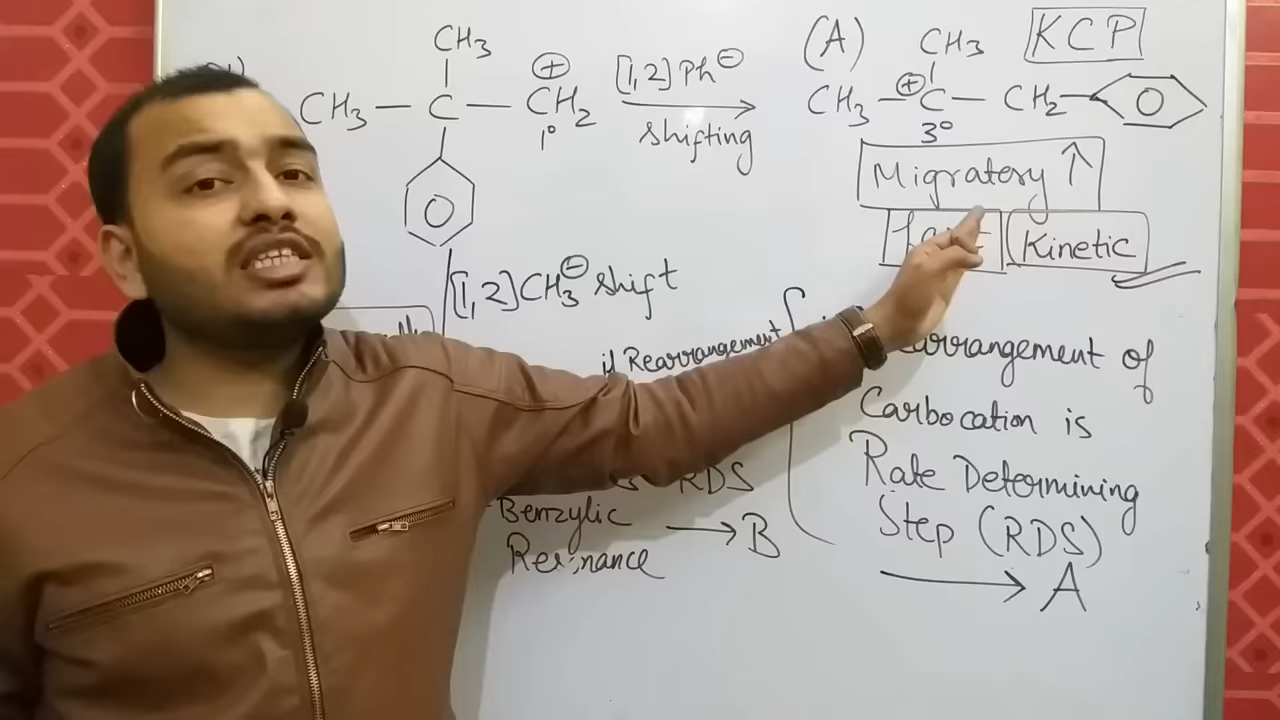 CH3
CH3 — C — CH2
⊕
1°
[1,2] Ph⊖
shifting
(A)
CH3
CH3 — ⊕C — CH2
3°
KCP
Migratory ↑
Kinetic
[1,2] CH3⊖ shift
if Rearrangement
RDS
Benzylic
Resonance
→ B
Rearrangement of
Carbocation is
Rate Determining
Step (RDS)
→ A